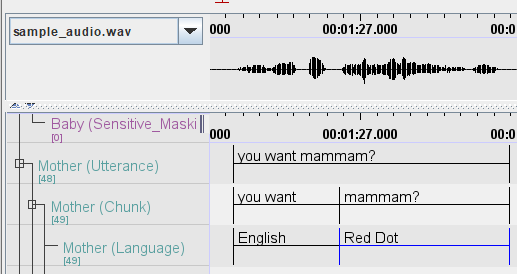 sample_audio.wav
000 00:01:27.000 00:0
Baby (Sensitive_Maski
[0]
000 00:01:27.000 00:0
Mother (Utterance)
[48]
you want mammam?
Mother (Chunk)
[49]
you want mammam?
Mother (Language)
[49]
English Red Dot